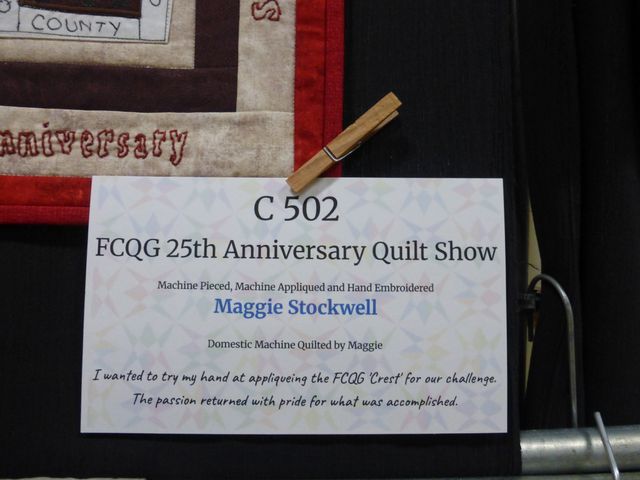 COUNTY
S
nniversary
C 502
FCQG 25th Anniversary Quilt Show
Machine Pieced, Machine Appliqued and Hand Embroidered
Maggie Stockwell
Domestic Machine Quilted by Maggie
I wanted to try my hand at appliqueing the FCQG 'Crest' for our challenge.
The passion returned with pride for what was accomplished.